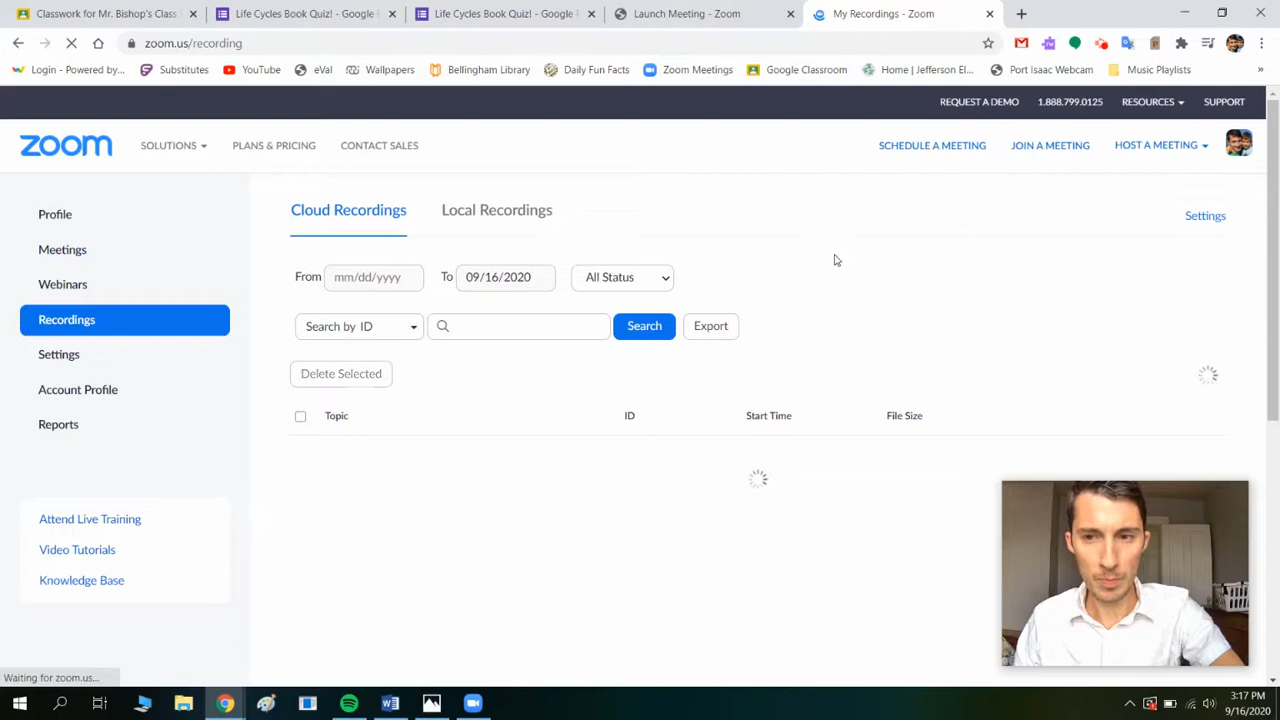 Classwork for Mr. Bishop's Class
Life Cycles Book Quiz! - Google F
Life Cycles Book Quiz! - Google F
Launch Meeting - Zoom
My Recordings - Zoom
zoom.us/recording
Login - Powered by...
Substitutes
YouTube
eVal
Wallpapers
Bellingham Library
Daily Fun Facts
Zoom Meetings
Google Classroom
Home | Jefferson El...
Port Isaac Webcam
Music Playlists
»
REQUEST A DEMO
1.888.799.0125
RESOURCES
SUPPORT
zoom
SOLUTIONS
PLANS & PRICING
CONTACT SALES
SCHEDULE A MEETING
JOIN A MEETING
HOST A MEETING
Profile
Meetings
Webinars
Recordings
Settings
Account Profile
Reports
Attend Live Training
Video Tutorials
Knowledge Base
Cloud Recordings
Local Recordings
Settings
From mm/dd/yyyy To 09/16/2020 All Status
Search by ID Search Export
Delete Selected
Topic ID Start Time File Size
Waiting for zoom.us...
3:17 PM
9/16/2020